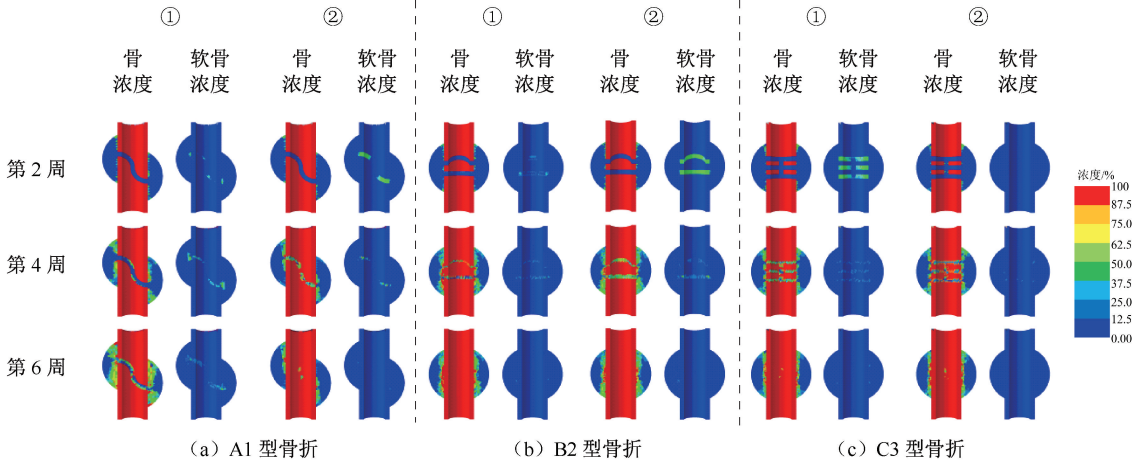 ① ② ① ② ① ②
骨 软骨 骨 软骨 骨 软骨 骨 软骨 骨 软骨 骨 软骨
浓度 浓度 浓度 浓度 浓度 浓度 浓度 浓度 浓度 浓度 浓度 浓度
第 2 周
第 4 周
第 6 周
浓度/%
100
87.5
75.0
62.5
50.0
37.5
25.0
12.5
0.00
（a）A1 型骨折 （b）B2 型骨折 （c）C3 型骨折